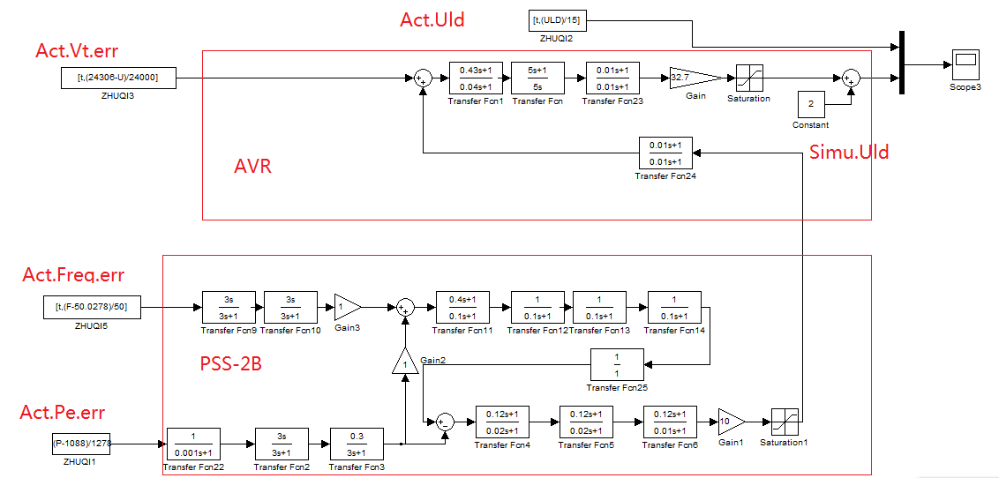 Act.Uld
[t,(ULD)/15]
ZHUQI2
Act.Vt.err
[t,(24306-U)/24000]
ZHUQI3
0.43s+1
0.04s+1
Transfer Fcn1
5s+1
5s
Transfer Fcn
0.01s+1
0.01s+1
Transfer Fcn23
32.7
Gain
Saturation
2
Constant
Scope3
0.01s+1
0.01s+1
Transfer Fcn24
AVR
Simu.Uld
Act.Freq.err
[t,(F-50.0278)/50]
ZHUQI5
3s
3s+1
Transfer Fcn9
3s
3s+1
Transfer Fcn10
1
Gain3
0.4s+1
0.1s+1
Transfer Fcn11
1
0.1s+1
Transfer Fcn12
1
0.1s+1
Transfer Fcn13
1
0.1s+1
Transfer Fcn14
PSS-2B
1
Gain2
1
1
Transfer Fcn25
Act.Pe.err
(P-1088)/1278
ZHUQI1
1
0.001s+1
Transfer Fcn22
3s
3s+1
Transfer Fcn2
0.3
3s+1
Transfer Fcn3
0.12s+1
0.02s+1
Transfer Fcn4
0.12s+1
0.02s+1
Transfer Fcn5
0.12s+1
0.01s+1
Transfer Fcn6
10
Gain1
Saturation1